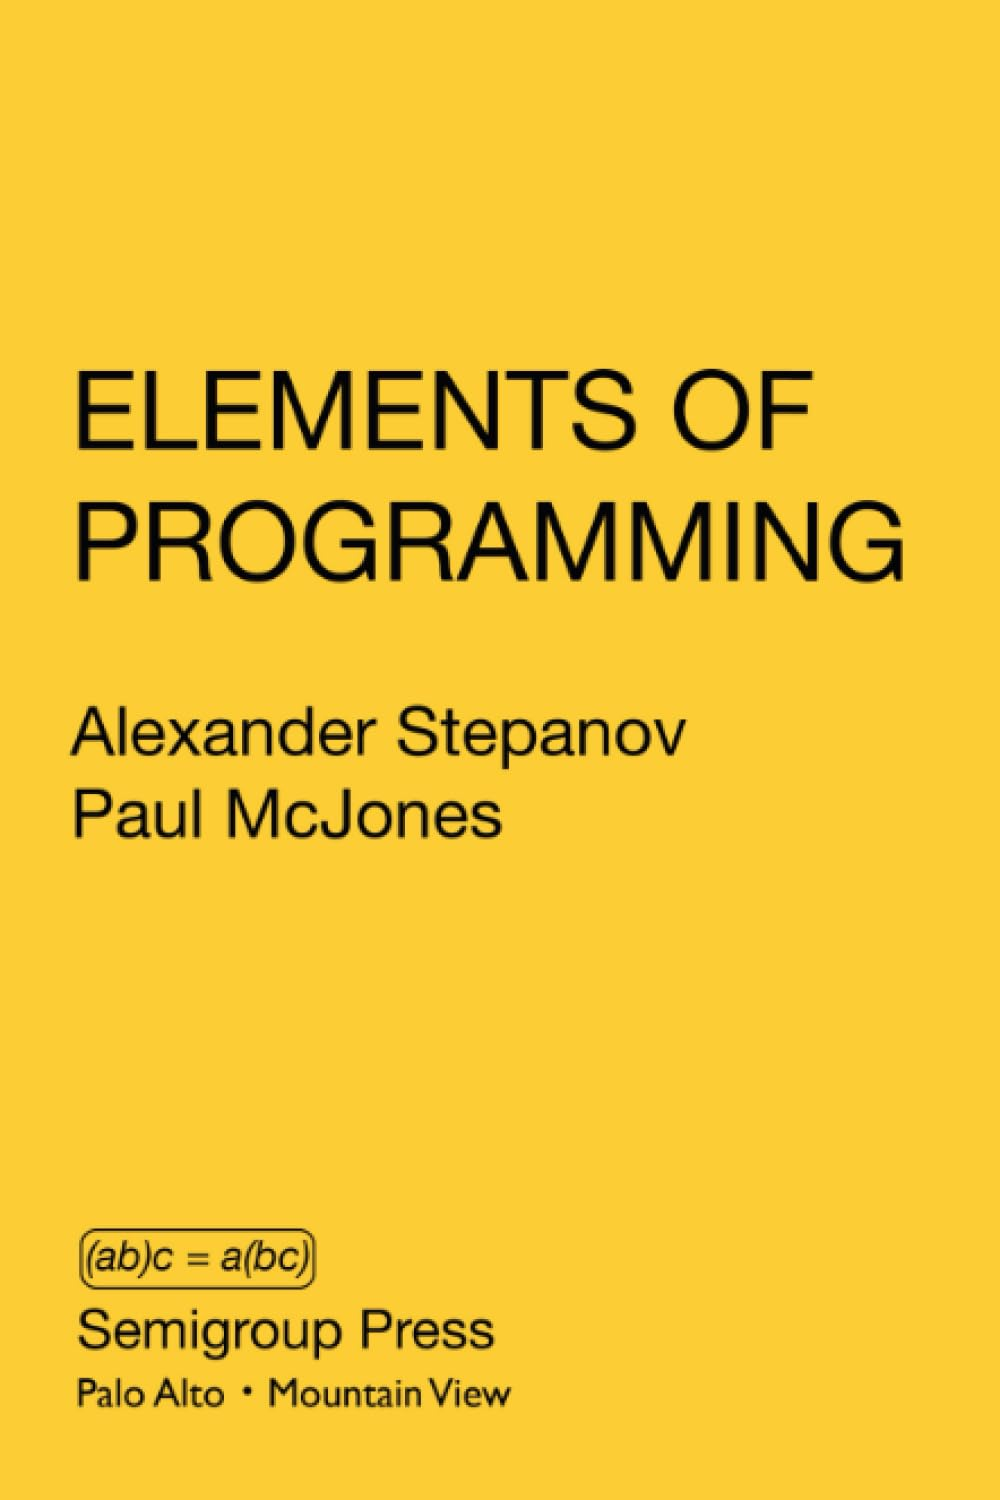 ELEMENTS OF
PROGRAMMING
Alexander Stepanov
Paul McJones
(ab)c = a(bc)
Semigroup Press
Palo Alto • Mountain View